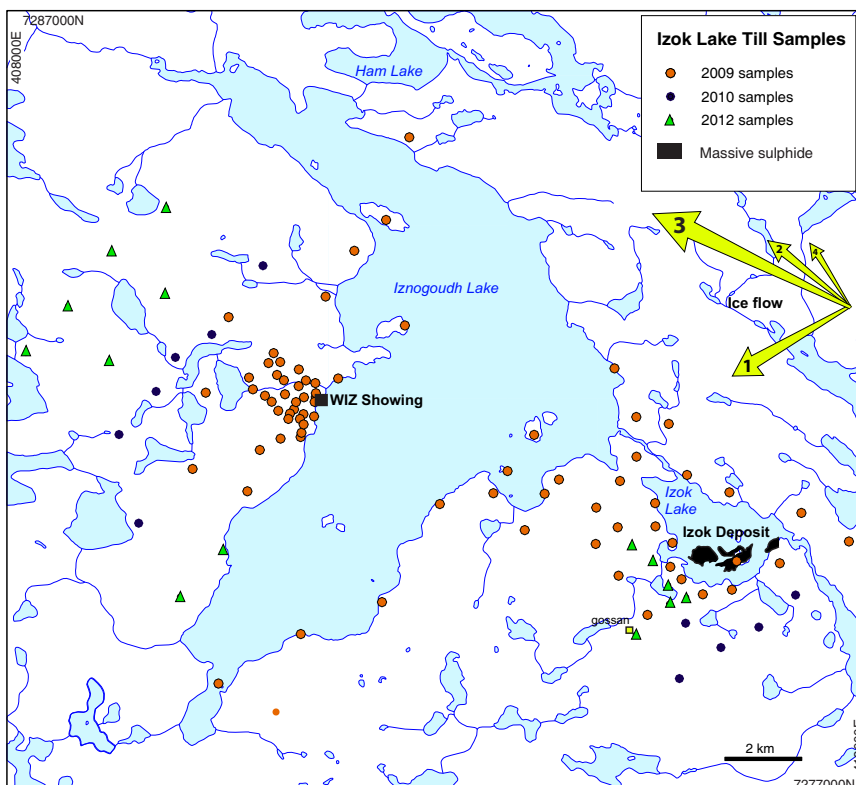 7287000N
408000E
Ham Lake
Izok Lake Till Samples
2009 samples
2010 samples
2012 samples
Massive sulphide
3
2
4
Ice flow
1
Iznogoudh Lake
WIZ Showing
Izok
Lake
Izok Deposit
gossan
2 km
7277000N